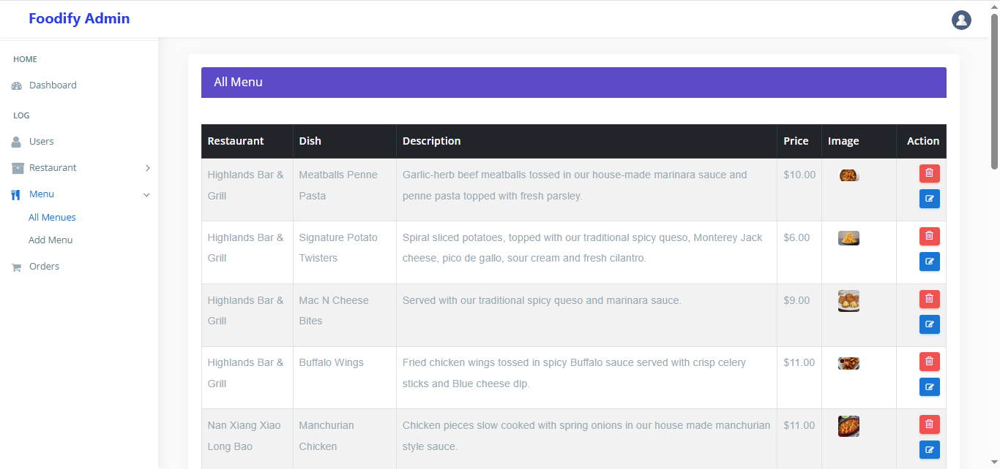 Foodify Admin
HOME
Dashboard
LOG
Users
Restaurant
Menu
All Menues
Add Menu
Orders
All Menu
Restaurant Dish Description Price Image Action
Highlands Bar & Meatballs Penne Garlic-herb beef meatballs tossed in our house-made marinara sauce and $10.00
Grill Pasta penne pasta topped with fresh parsley.
Highlands Bar & Signature Potato Spiral sliced potatoes, topped with our traditional spicy queso, Monterey Jack $6.00
Grill Twisters cheese, pico de gallo, sour cream and fresh cilantro.
Highlands Bar & Mac N Cheese Served with our traditional spicy queso and marinara sauce. $9.00
Grill Bites
Highlands Bar & Buffalo Wings Fried chicken wings tossed in spicy Buffalo sauce served with crisp celery $11.00
Grill sticks and Blue cheese dip.
Nan Xiang Xiao Manchurian Chicken pieces slow cooked with spring onions in our house made manchurian $11.00
Long Bao Chicken style sauce.